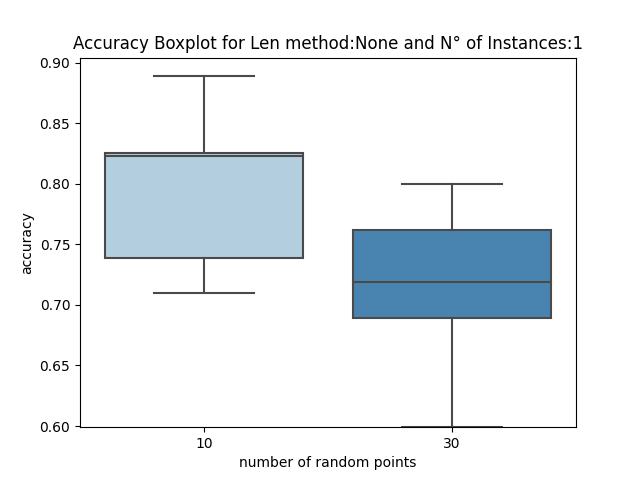 Accuracy Boxplot for Len method:None and N° of Instances:1
0.90
0.85
0.80
0.75
0.70
0.65
0.60
accuracy
10 30
number of random points